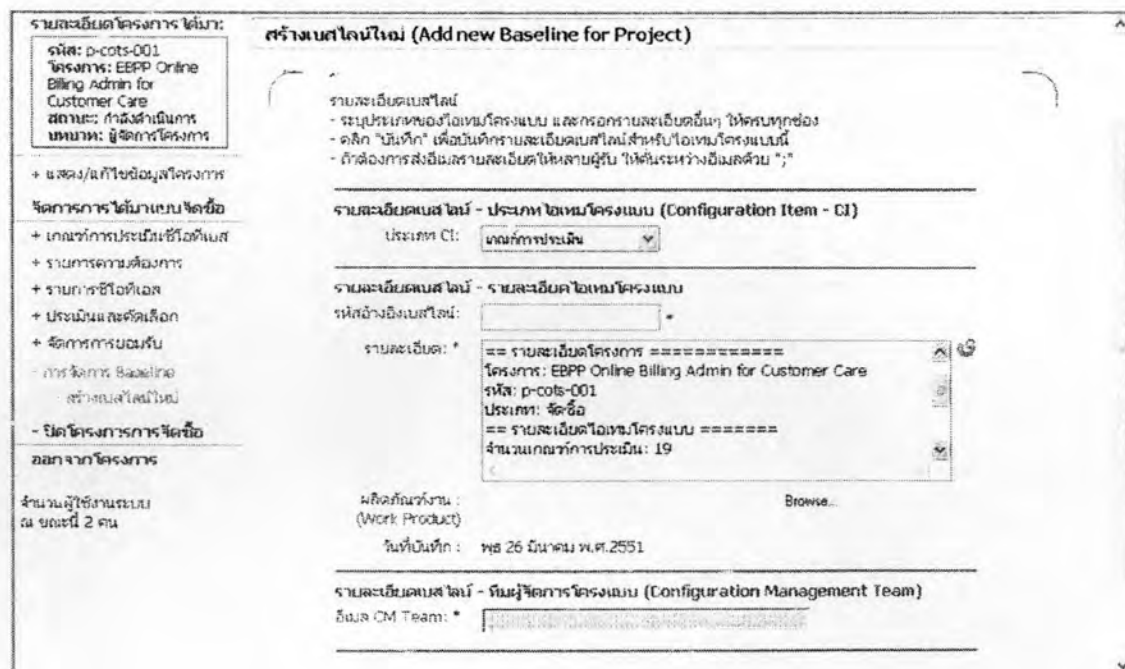 รายละเอียดโครงการ ได้มา:
รหัส: p-cots-001
โครงการ: EBPP Online
Billing Admin for
Customer Care
สถานะ: กำลังดำเนินการ
บทบาท: ผู้จัดการโครงการ
+ แสดง/แก้ไขข้อมูลโครงการ
จัดการการได้มาแบบจัดซื้อ
+ เกณฑ์การประเมินซีโอทีเอส
+ รายการความต้องการ
+ รายการซีโอทีเอส
+ ประเมินและคัดเลือก
+ จัดการการยอมรับ
- การจัดการ Baseline
สร้างเบสไลน์ใหม่
- ปิดโครงการการจัดซื้อ
ออกจากโครงการ
จำนวนผู้ใช้งานระบบ
ณ ขณะนี้ 2 คน
สร้างเบสไลน์ใหม่ (Add new Baseline for Project)
รายละเอียดเบสไลน์
- ระบุประเภทของไอเทมโครงแบบ และกรอกรายละเอียดอื่นๆ ให้ครบทุกช่อง
- คลิก "บันทึก" เพื่อบันทึกรายละเอียดเบสไลน์สำหรับไอเทมโครงแบบนี้
- ถ้าต้องการส่งอีเมลรายละเอียดให้หลายผู้รับ ให้คั่นระหว่างอีเมลด้วย ";"
รายละเอียดเบสไลน์ - ประเภทไอเทมโครงแบบ (Configuration Item - CI)
ประเภท CI: เกณฑ์การประเมิน
รายละเอียดเบสไลน์ - รายละเอียดไอเทมโครงแบบ
รหัสอ้างอิงเบสไลน์: *
รายละเอียด: *
== รายละเอียดโครงการ ============
โครงการ: EBPP Online Billing Admin for Customer Care
รหัส: p-cots-001
ประเภท: จัดซื้อ
== รายละเอียดไอเทมโครงแบบ =======
จำนวนเกณฑ์การประเมิน: 19
ผลิตภัณฑ์งาน :
(Work Product)
Browse...
วันที่บันทึก : พุธ 26 มีนาคม พ.ศ.2551
รายละเอียดเบสไลน์ - ทีมผู้จัดการโครงแบบ (Configuration Management Team)
อีเมล CM Team: *